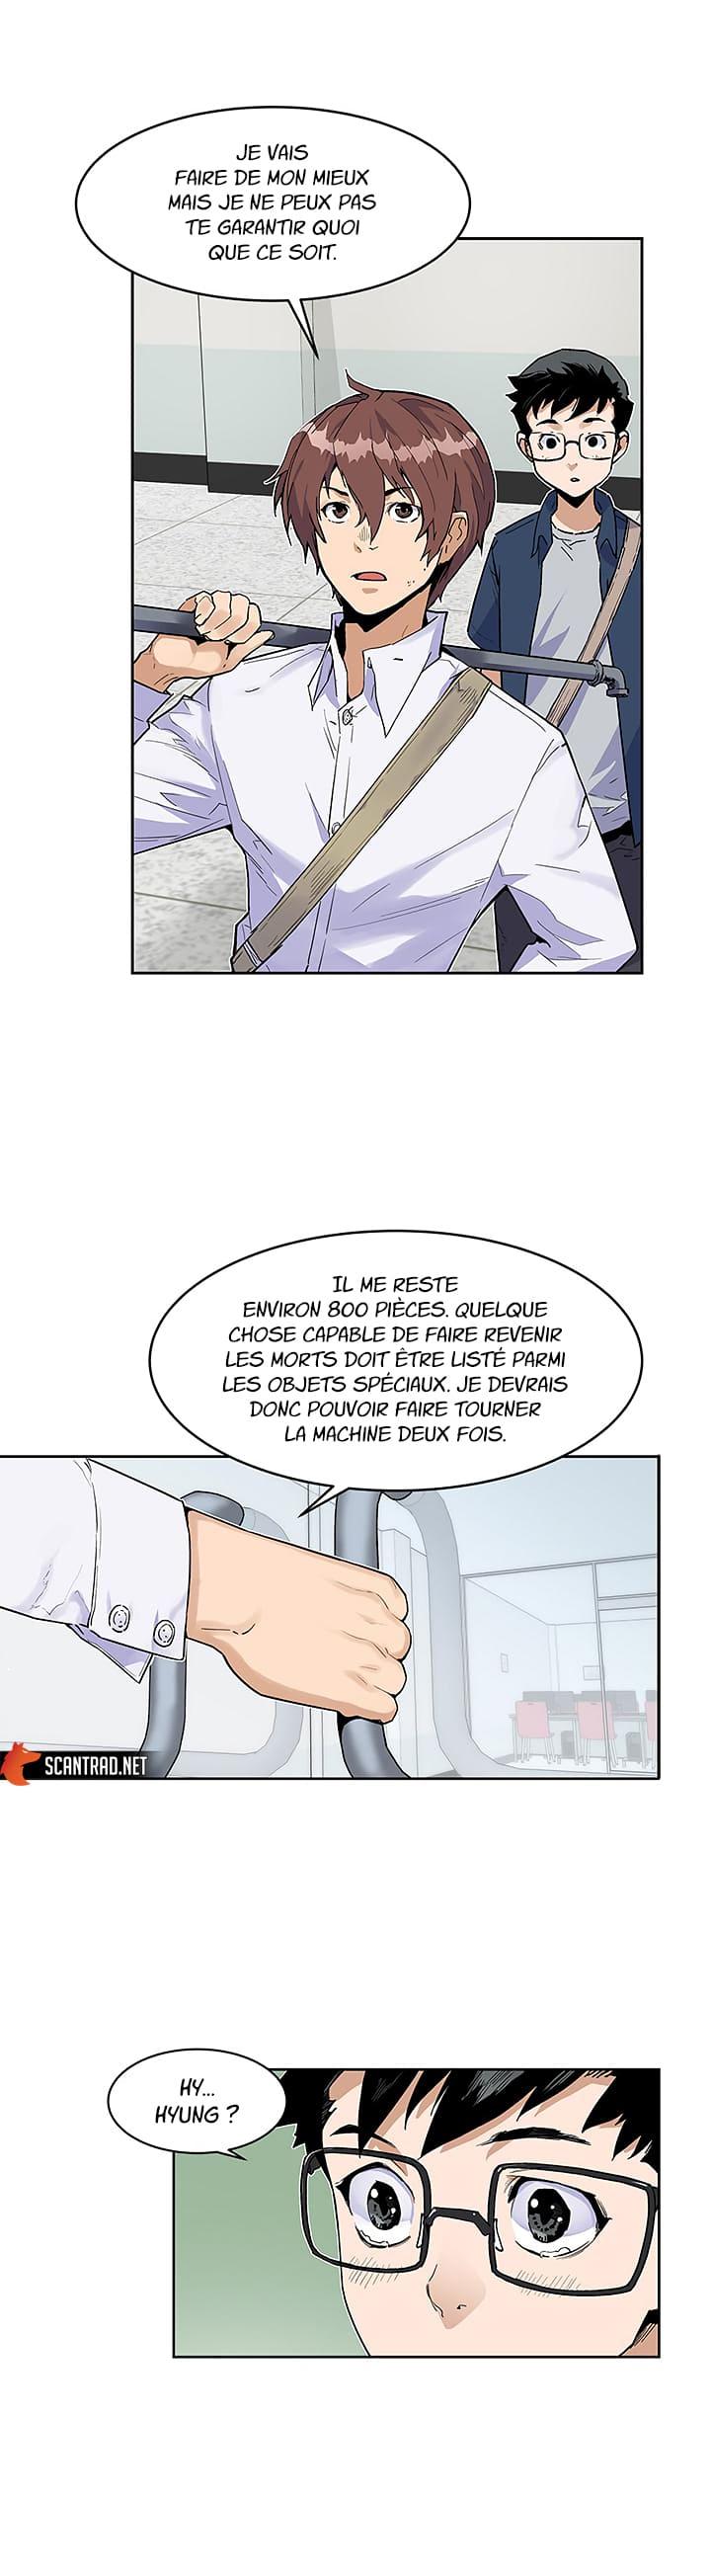 JE VAIS
FAIRE DE MON MIEUX
MAIS JE NE PEUX PAS
TE GARANTIR QUOI
QUE CE SOIT.
IL ME RESTE
ENVIRON 800 PIÈCES. QUELQUE
CHOSE CAPABLE DE FAIRE REVENIR
LES MORTS DOIT ÊTRE LISTÉ PARMI
LES OBJETS SPÉCIAUX. JE DEVRAIS
DONC POUVOIR FAIRE TOURNER
LA MACHINE DEUX FOIS.
SCANTRAD.NET
HY...
HYUNG ?